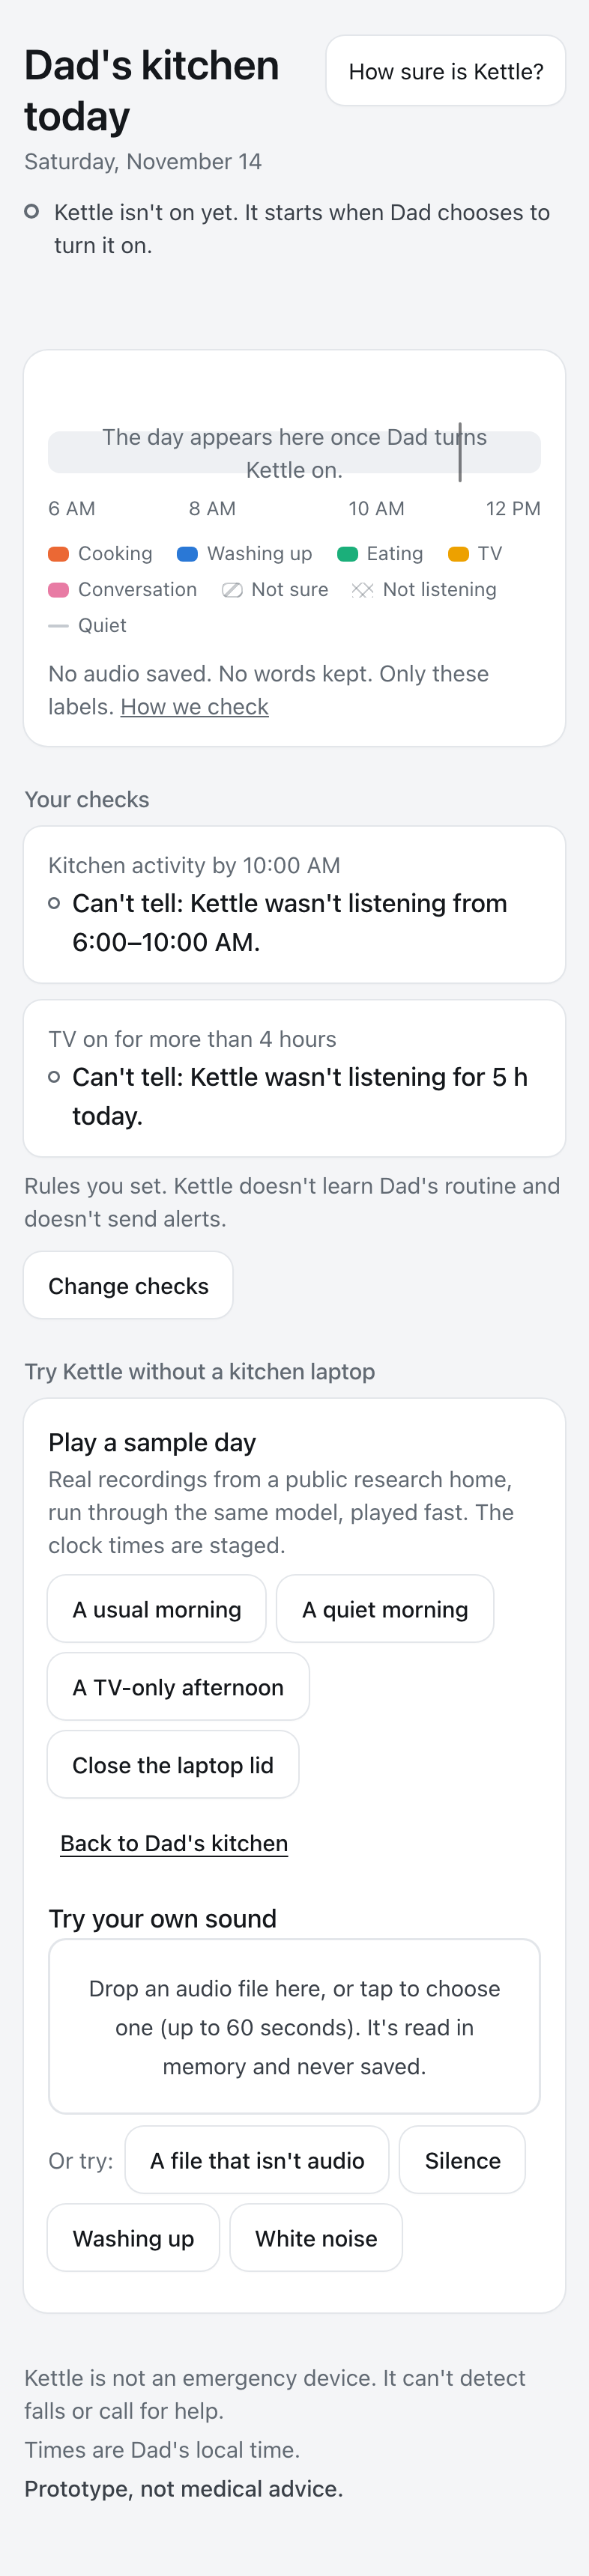 Dad's kitchen
today
How sure is Kettle?
Saturday, November 14
Kettle isn't on yet. It starts when Dad chooses to
turn it on.
The day appears here once Dad turns
Kettle on.
6 AM 8 AM 10 AM 12 PM
Cooking Washing up Eating TV
Conversation Not sure Not listening
Quiet
No audio saved. No words kept. Only these
labels. How we check
Your checks
Kitchen activity by 10:00 AM
Can't tell: Kettle wasn't listening from
6:00–10:00 AM.
TV on for more than 4 hours
Can't tell: Kettle wasn't listening for 5 h
today.
Rules you set. Kettle doesn't learn Dad's routine and
doesn't send alerts.
Change checks
Try Kettle without a kitchen laptop
Play a sample day
Real recordings from a public research home,
run through the same model, played fast. The
clock times are staged.
A usual morning A quiet morning
A TV-only afternoon
Close the laptop lid
Back to Dad's kitchen
Try your own sound
Drop an audio file here, or tap to choose
one (up to 60 seconds). It's read in
memory and never saved.
Or try: A file that isn't audio Silence
Washing up White noise
Kettle is not an emergency device. It can't detect
falls or call for help.
Times are Dad's local time.
Prototype, not medical advice.